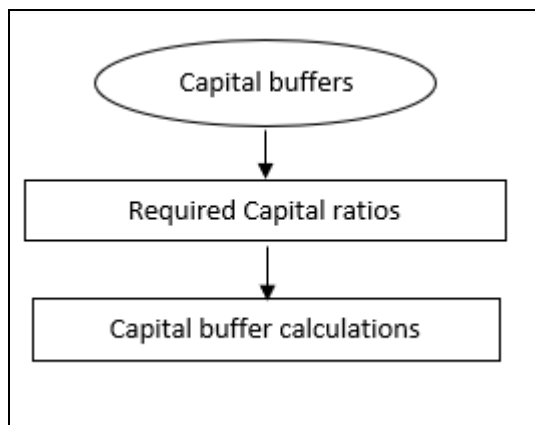 Capital buffers
Required Capital ratios
Capital buffer calculations